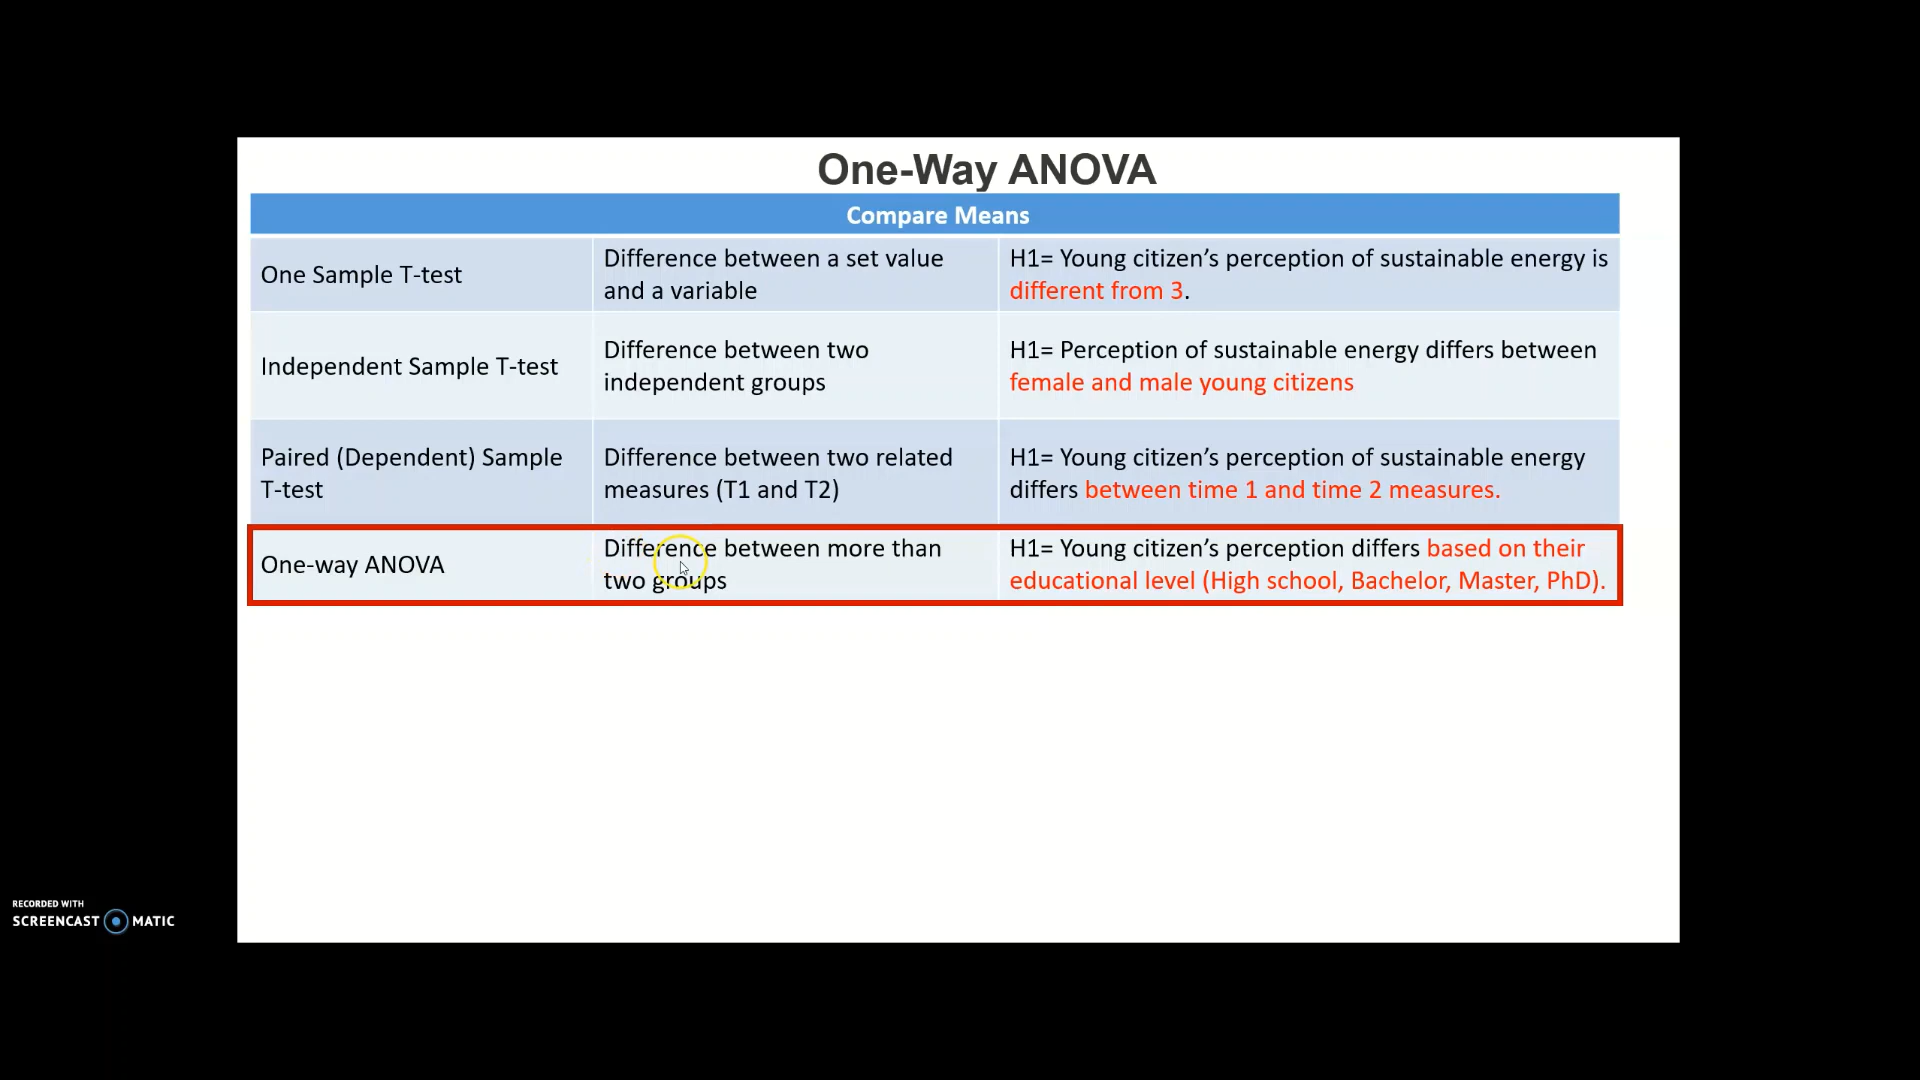 One-Way ANOVA
Compare Means
One Sample T-test
Difference between a set value
and a variable
H1= Young citizen’s perception of sustainable energy is
different from 3.
Independent Sample T-test
Difference between two
independent groups
H1= Perception of sustainable energy differs between
female and male young citizens
Paired (Dependent) Sample
T-test
Difference between two related
measures (T1 and T2)
H1= Young citizen’s perception of sustainable energy
differs between time 1 and time 2 measures.
One-way ANOVA
Difference between more than
two groups
H1= Young citizen’s perception differs based on their
educational level (High school, Bachelor, Master, PhD).
RECORDED WITH
SCREENCAST MATIC